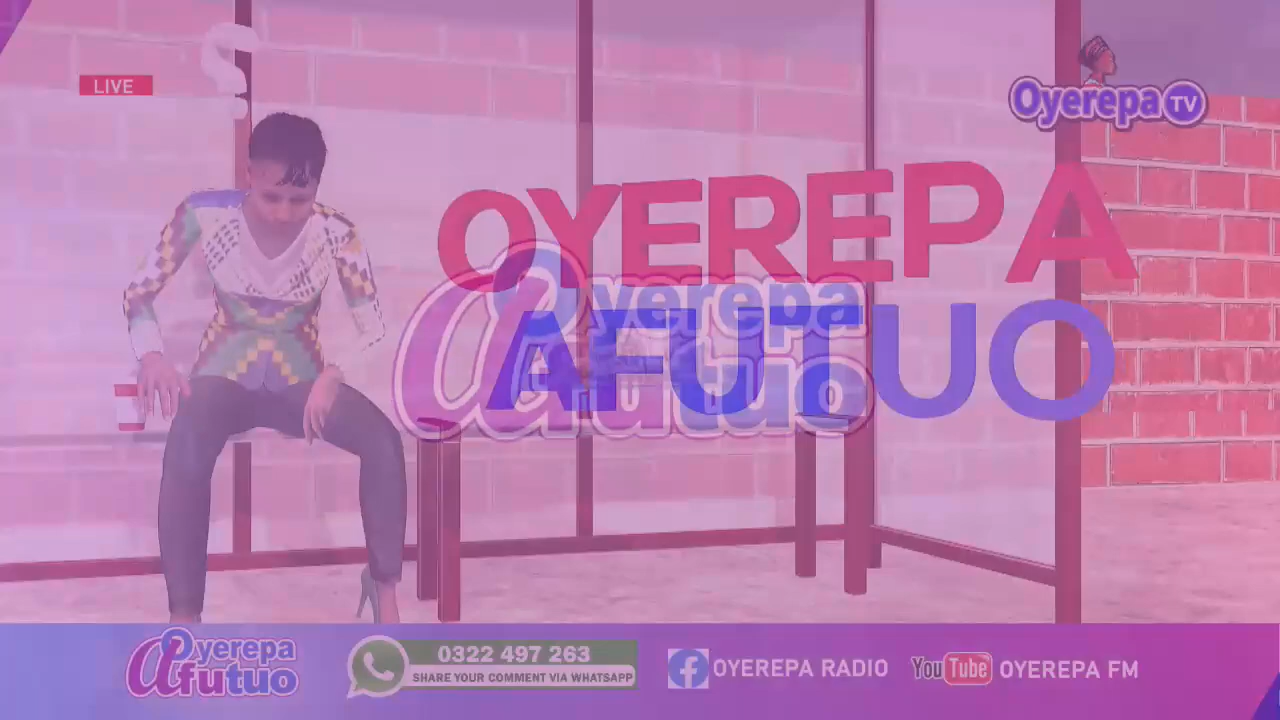 ?
LIVE
Oyerepa TV
OYEREPA
AFUTUO
Oyerepa
afutuo
Oyerepa
afutuo
0322 497 263
SHARE YOUR COMMENT VIA WHATSAPP
OYEREPA RADIO
YouTube OYEREPA FM